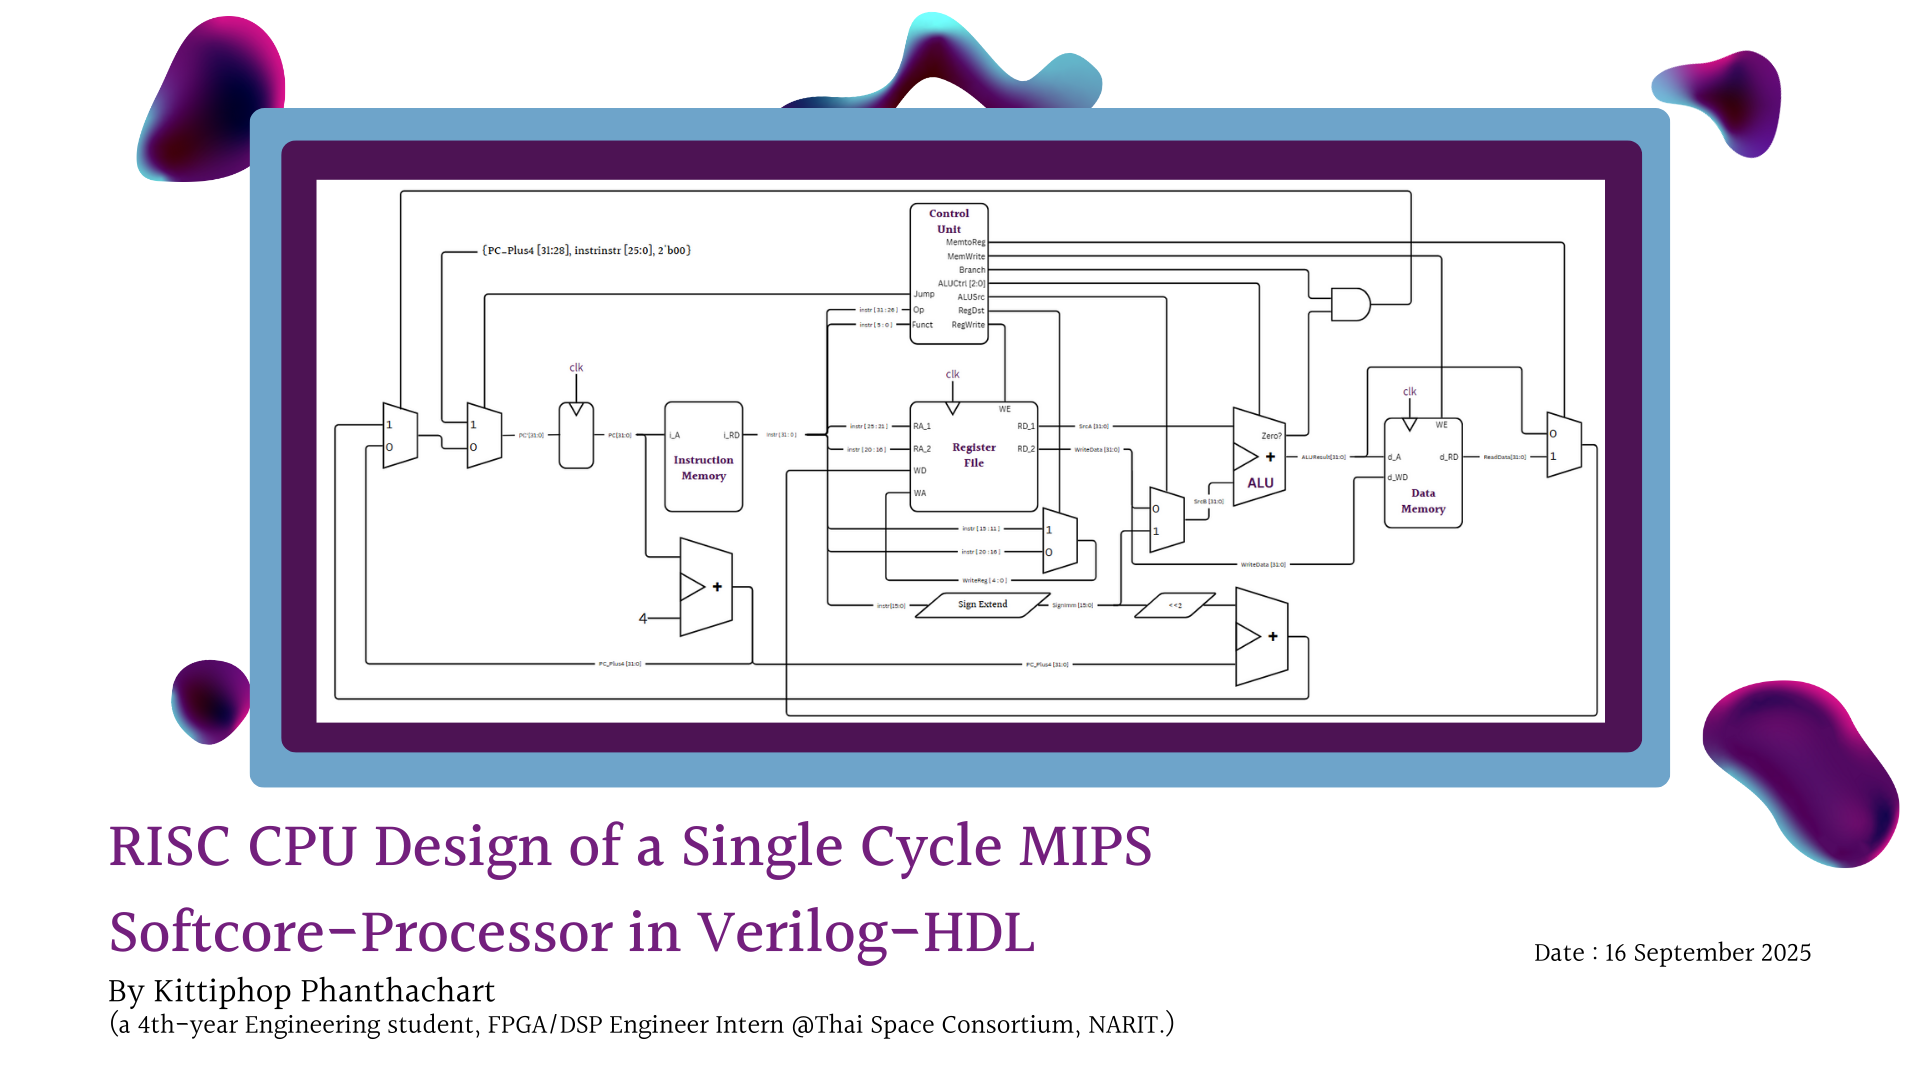 Control
Unit
MemtoReg
MemWrite
Branch
ALUCtrl [2:0]
ALUSrc
RegDst
RegWrite
Jump
Op
Funct
{PC_Plus4 [31:28], instrinstr [25:0], 2`b00}
instr [ 31 : 26 ]
instr [ 5 : 0 ]
clk
clk
clk
1
0
1
0
PC'[31:0]
PC[31:0]
i_A
i_RD
Instruction
Memory
instr [ 31 : 0 ]
instr [ 25 : 21 ]
instr [ 20 : 16 ]
WE
RA_1
RA_2
WD
WA
RD_1
RD_2
Register
File
SrcA [31:0]
WriteData [31:0]
0
1
SrcB [31:0]
Zero?
+
ALU
ALUResult[31:0]
WE
d_A
d_RD
d_WD
Data
Memory
ReadData[31:0]
0
1
instr [ 15 : 11 ]
instr [ 20 : 16 ]
1
0
WriteReg [ 4 : 0 ]
WriteData [31:0]
+
4
instr[15:0]
Sign Extend
SignImm [15:0]
<<2
+
PC_Plus4 [31:0]
PC_Plus4 [31:0]
RISC CPU Design of a Single Cycle MIPS
Softcore-Processor in Verilog-HDL
By Kittiphop Phanthachart
(a 4th-year Engineering student, FPGA/DSP Engineer Intern @Thai Space Consortium, NARIT.)
Date : 16 September 2025